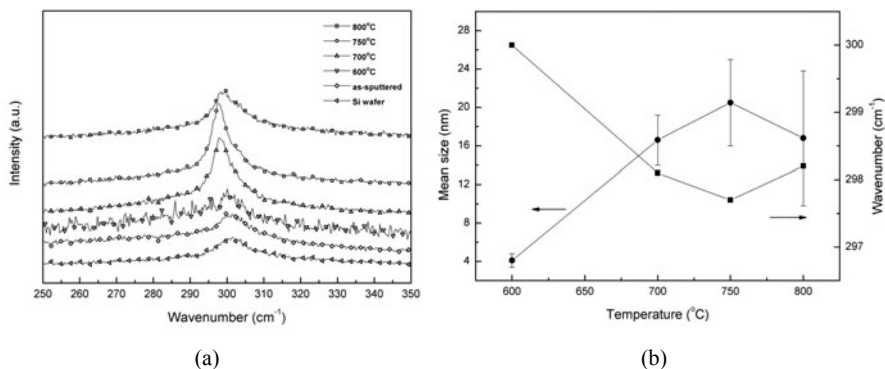 800°C
750°C
700°C
600°C
as-sputtered
Si wafer
Intensity (a.u.)
250 260 270 280 290 300 310 320 330 340 350
Wavenumber (cm⁻¹)
(a)
28
24
20
16
12
8
4
Mean size (nm)
300
299
298
297
Wavenumber (cm⁻¹)
600 650 700 750 800
Temperature (°C)
(b)